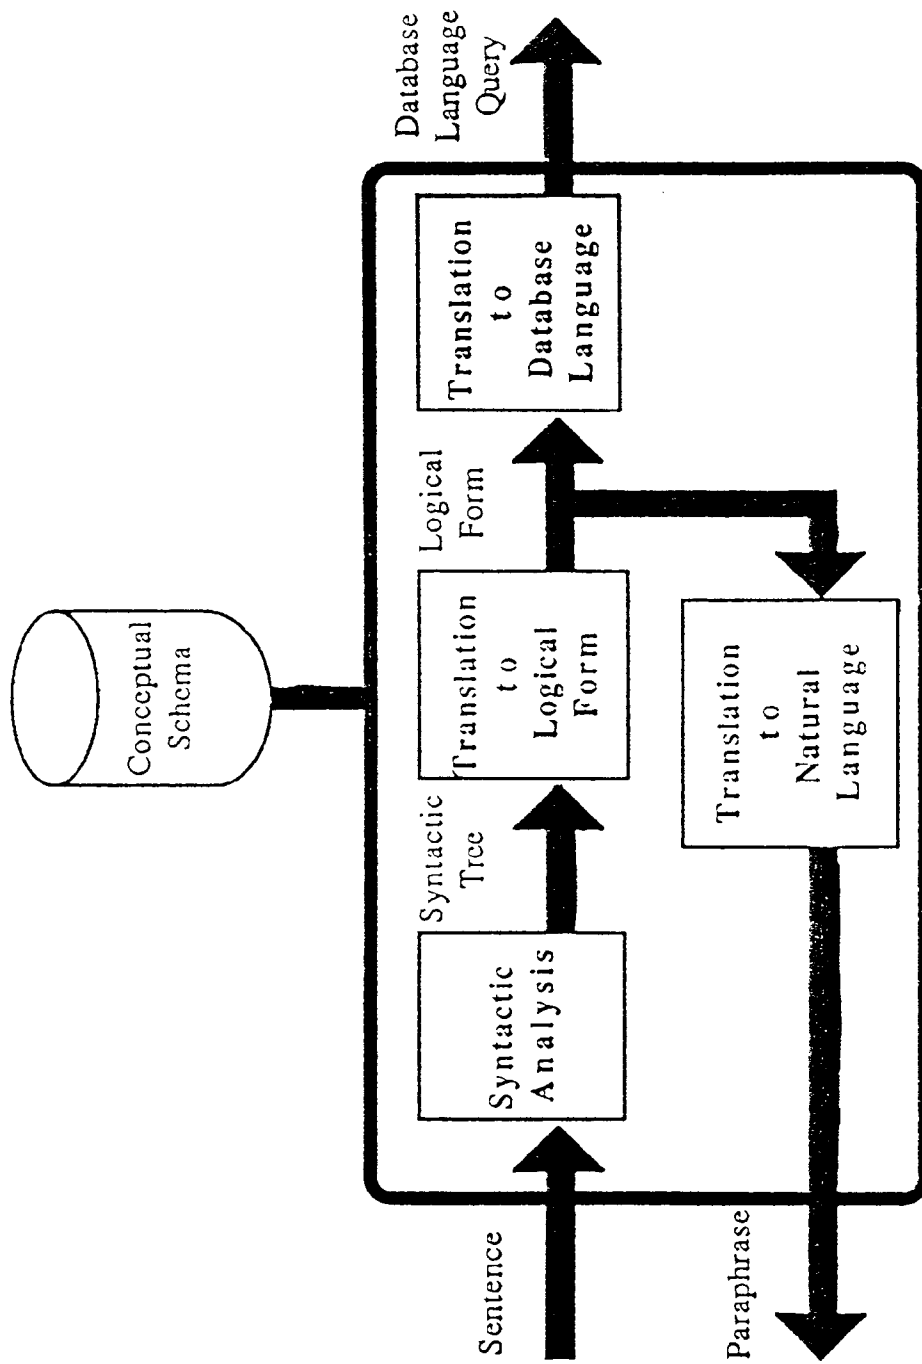 Conceptual
Schema
Sentence
Syntactic
Analysis
Syntactic
Tree
Translation
to
Logical
Form
Logical
Form
Translation
to
Database
Language
Database
Language
Query
Translation
to
Natural
Language
Paraphrase